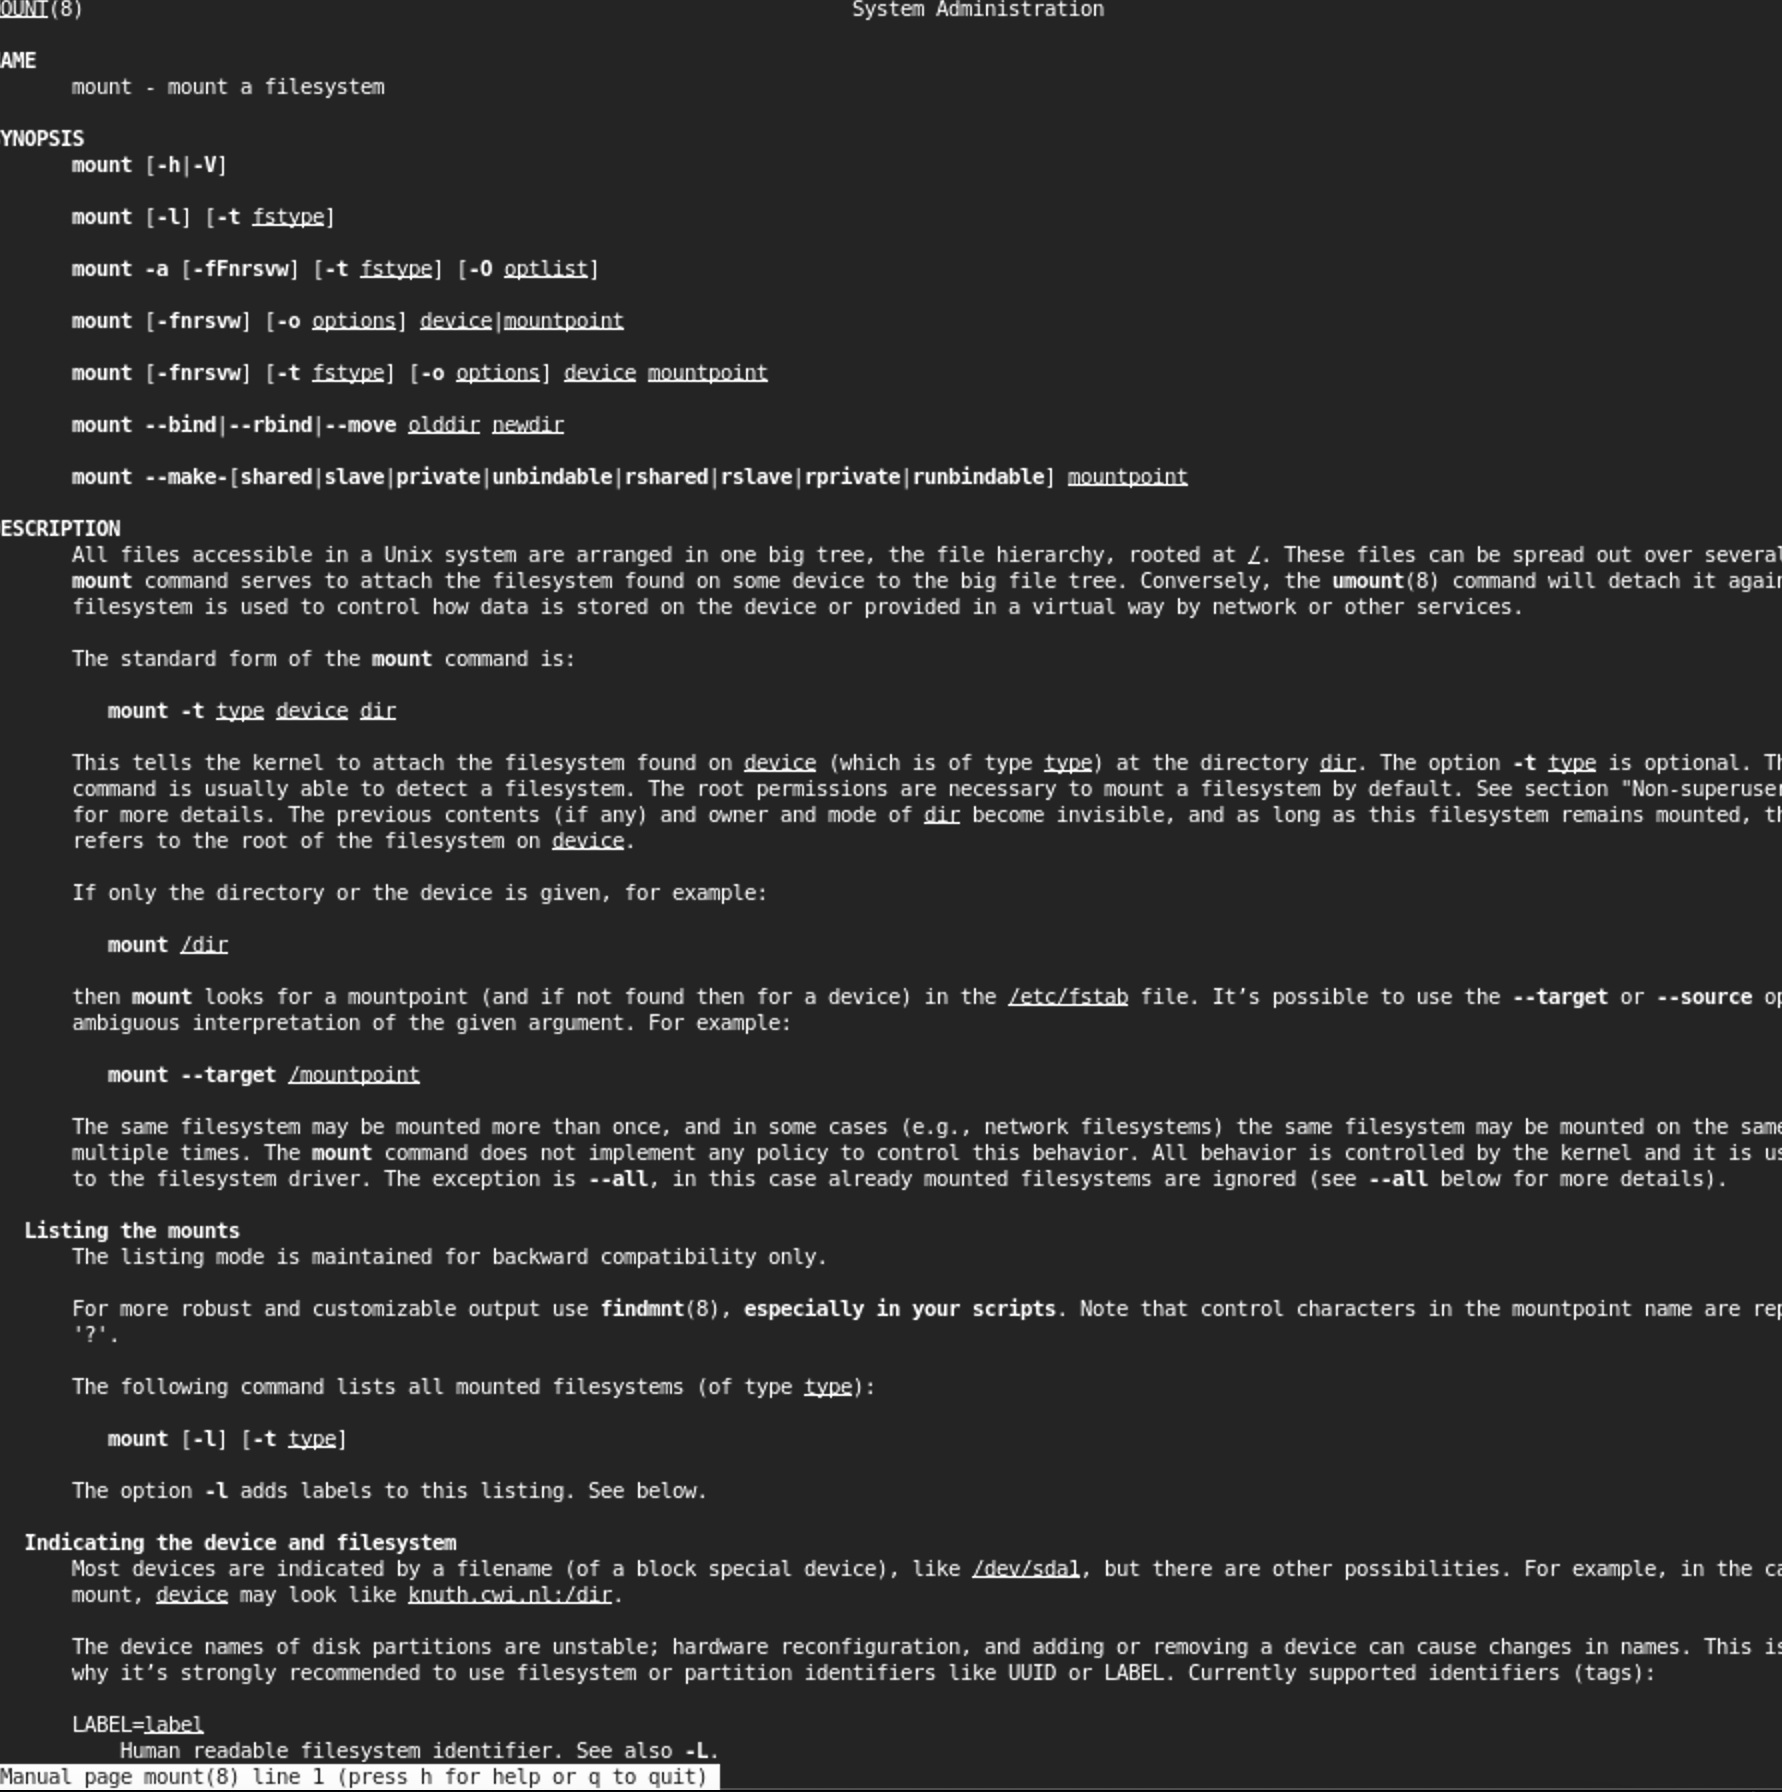 OUNT(8) System Administration
AME
mount - mount a filesystem
YNOPSIS
mount [-h|-V]
mount [-l] [-t fstype]
mount -a [-fFnrsvw] [-t fstype] [-O optlist]
mount [-fnrsvw] [-o options] device|mountpoint
mount [-fnrsvw] [-t fstype] [-o options] device mountpoint
mount --bind|--rbind|--move olddir newdir
mount --make-[shared|slave|private|unbindable|rshared|rslave|rprivate|runbindable] mountpoint
ESCRIPTION
All files accessible in a Unix system are arranged in one big tree, the file hierarchy, rooted at /. These files can be spread out over several
mount command serves to attach the filesystem found on some device to the big file tree. Conversely, the umount(8) command will detach it again
filesystem is used to control how data is stored on the device or provided in a virtual way by network or other services.
The standard form of the mount command is:
mount -t type device dir
This tells the kernel to attach the filesystem found on device (which is of type type) at the directory dir. The option -t type is optional. Th
command is usually able to detect a filesystem. The root permissions are necessary to mount a filesystem by default. See section "Non-superuser
for more details. The previous contents (if any) and owner and mode of dir become invisible, and as long as this filesystem remains mounted, th
refers to the root of the filesystem on device.
If only the directory or the device is given, for example:
mount /dir
then mount looks for a mountpoint (and if not found then for a device) in the /etc/fstab file. It’s possible to use the --target or --source op
ambiguous interpretation of the given argument. For example:
mount --target /mountpoint
The same filesystem may be mounted more than once, and in some cases (e.g., network filesystems) the same filesystem may be mounted on the same
multiple times. The mount command does not implement any policy to control this behavior. All behavior is controlled by the kernel and it is us
to the filesystem driver. The exception is --all, in this case already mounted filesystems are ignored (see --all below for more details).
Listing the mounts
The listing mode is maintained for backward compatibility only.
For more robust and customizable output use findmnt(8), especially in your scripts. Note that control characters in the mountpoint name are rep
'?'.
The following command lists all mounted filesystems (of type type):
mount [-l] [-t type]
The option -l adds labels to this listing. See below.
Indicating the device and filesystem
Most devices are indicated by a filename (of a block special device), like /dev/sda1, but there are other possibilities. For example, in the ca
mount, device may look like knuth.cwi.nl:/dir.
The device names of disk partitions are unstable; hardware reconfiguration, and adding or removing a device can cause changes in names. This is
why it’s strongly recommended to use filesystem or partition identifiers like UUID or LABEL. Currently supported identifiers (tags):
LABEL=label
Human readable filesystem identifier. See also -L.
Manual page mount(8) line 1 (press h for help or q to quit)